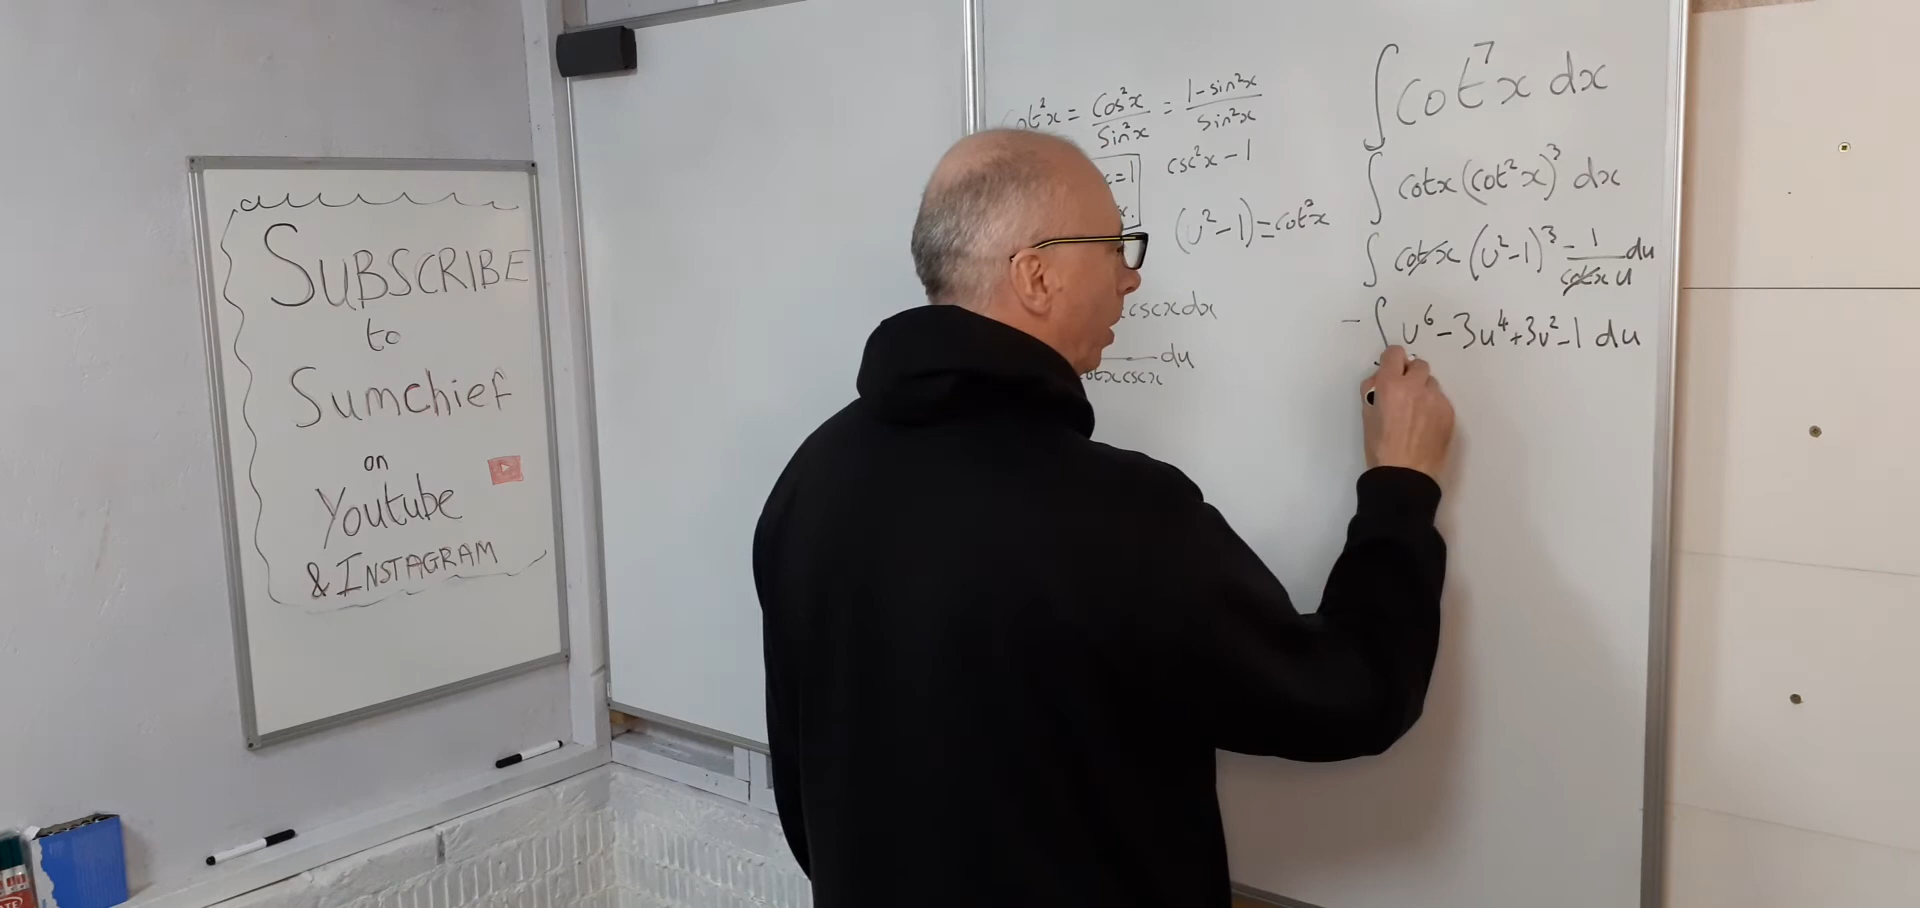 SUBSCRIBE
to
Sumchief
on
Youtube
& INSTAGRAM
cot²x = cos²x/sin²x = 1-sin²x/sin²x
=1
csc²x - 1
x.
(u²-1)=cot²x
cscxdx
du
cotxcscx
∫cot⁷x dx
∫ cotx(cot²x)³ dx
∫ cotx (u²-1)³ -1/cotx u du
-∫u⁶-3u⁴+3u²-1 du